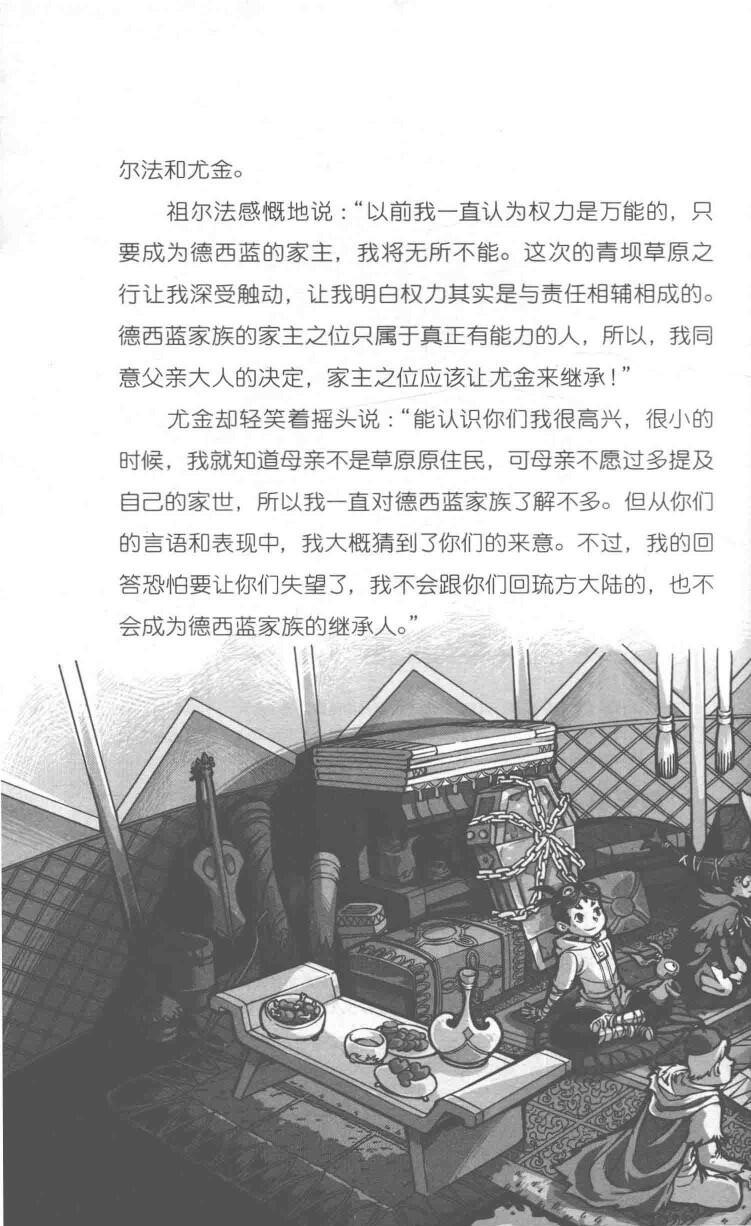 尔法和尤金。
祖尔法感慨地说：“以前我一直认为权力是万能的，只
要成为德西蓝的家主，我将无所不能。这次的青坝草原之
行让我深受触动，让我明白权力其实是与责任相辅相成的。
德西蓝家族的家主之位只属于真正有能力的人，所以，我同
意父亲大人的决定，家主之位应该让尤金来继承！”
尤金却轻笑着摇头说：“能认识你们我很高兴，很小的
时候，我就知道母亲不是草原原住民，可母亲不愿过多提及
自己的家世，所以我一直对德西蓝家族了解不多。但从你们
的言语和表现中，我大概猜到了你们的来意。不过，我的回
答恐怕要让你们失望了，我不会跟你们回琉方大陆的，也不
会成为德西蓝家族的继承人。”